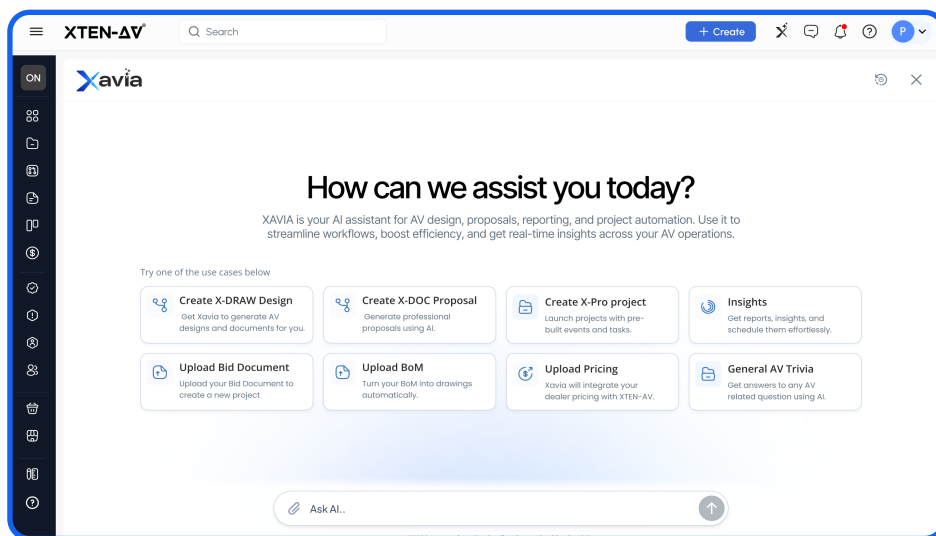 XTEN-ΔV
Search
+ Create
P
ON
Xavia
How can we assist you today?
XAVIA is your AI assistant for AV design, proposals, reporting, and project automation. Use it to
streamline workflows, boost efficiency, and get real-time insights across your AV operations.
Try one of the use cases below
Create X-DRAW Design
Get Xavia to generate AV
designs and documents for you.
Create X-DOC Proposal
Generate professional
proposals using AI.
Create X-Pro project
Launch projects with pre-
built events and tasks.
Insights
Get reports, insights, and
schedule them effortlessly.
Upload Bid Document
Upload your Bid Document to
create a new project
Upload BoM
Turn your BoM into drawings
automatically.
Upload Pricing
Xavia will integrate your
dealer pricing with XTEN-AV.
General AV Trivia
Get answers to any AV
related question using AI.
Ask AI..